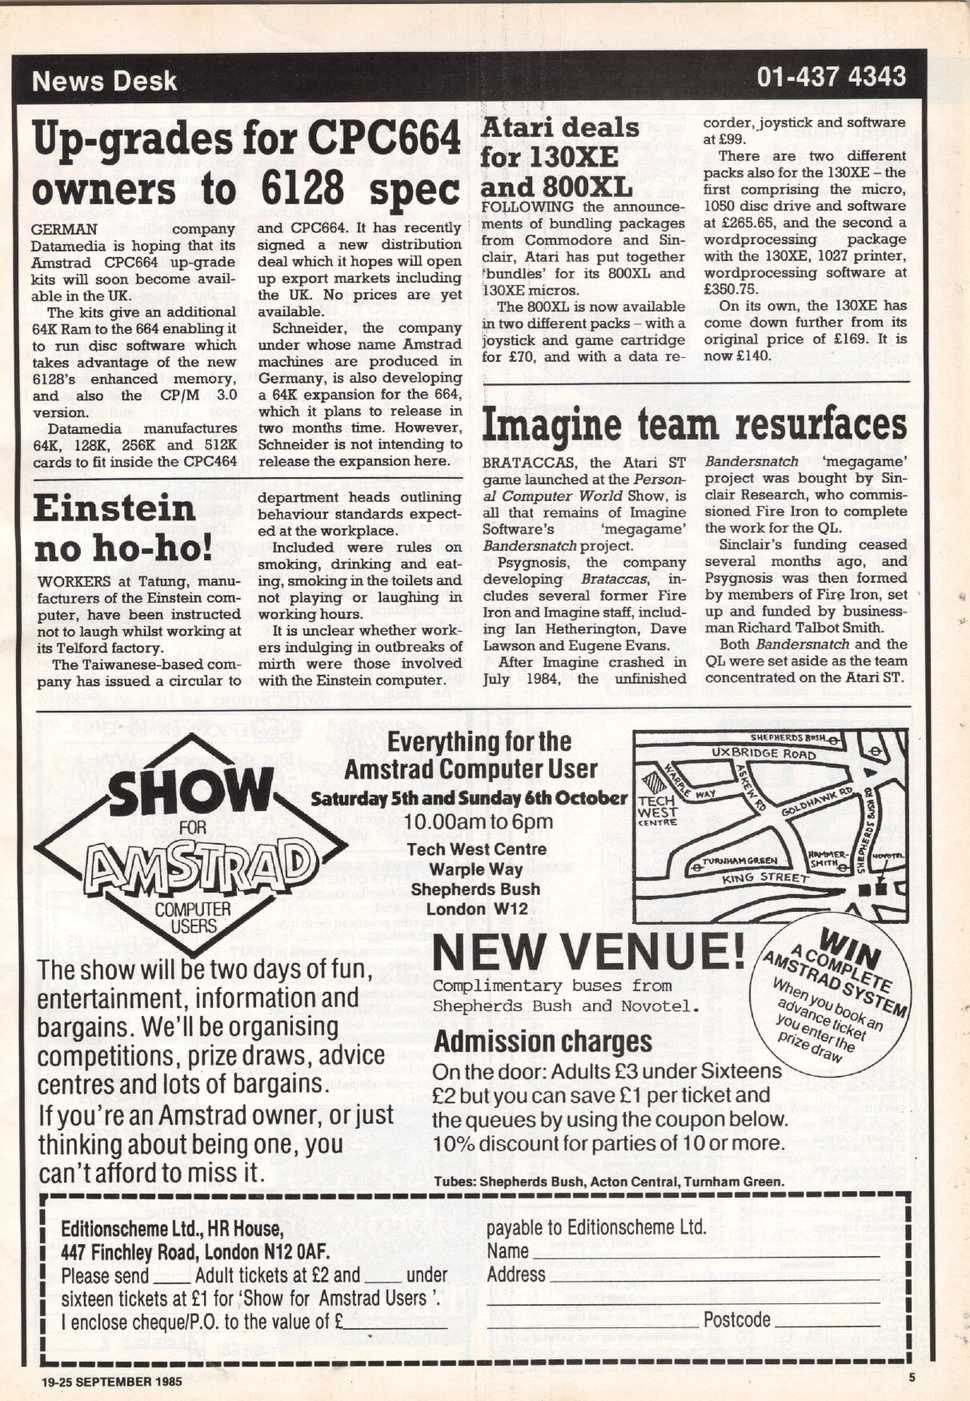 News Desk
01-437 4343
Up-grades for CPC664
owners to 6128 spec
GERMAN company
Datamedia is hoping that its
Amstrad CPC664 up-grade
kits will soon become avail-
able in the UK.
The kits give an additional
64K Ram to the 664 enabling it
to run disc software which
takes advantage of the new
6128's enhanced memory,
and also the CP/M 3.0
version.
Datamedia manufactures
64K, 128K, 256K and 512K
cards to fit inside the CPC464
and CPC664. It has recently
signed a new distribution
deal which it hopes will open
up export markets including
the UK. No prices are yet
available.
Schneider, the company
under whose name Amstrad
machines are produced in
Germany, is also developing
a 64K expansion for the 664,
which it plans to release in
two months time. However,
Schneider is not intending to
release the expansion here.
Einstein
no ho-ho!
WORKERS at Tatung, manu-
facturers of the Einstein com-
puter, have been instructed
not to laugh whilst working at
its Telford factory.
The Taiwanese-based com-
pany has issued a circular to
department heads outlining
behaviour standards expect-
ed at the workplace.
Included were rules on
smoking, drinking and eat-
ing, smoking in the toilets and
not playing or laughing in
working hours.
It is unclear whether work-
ers indulging in outbreaks of
mirth were those involved
with the Einstein computer.
Atari deals
for 130XE
and 800XL
FOLLOWING the announce-
ments of bundling packages
from Commodore and Sin-
clair, Atari has put together
'bundles' for its 800XL and
130XE micros.
The 800XL is now available
in two different packs – with a
joystick and game cartridge
for £70, and with a data re-
corder, joystick and software
at £99.
There are two different
packs also for the 130XE – the
first comprising the micro,
1050 disc drive and software
at £265.65, and the second a
wordprocessing package
with the 130XE, 1027 printer,
wordprocessing software at
£350.75.
On its own, the 130XE has
come down further from its
original price of £169. It is
now £140.
Imagine team resurfaces
BRATACCAS, the Atari ST
game launched at the Person-
al Computer World Show, is
all that remains of Imagine
Software's 'megagame'
Bandersnatch project.
Psygnosis, the company
developing Brataccas, in-
cludes several former Fire
Iron and Imagine staff, includ-
ing Ian Hetherington, Dave
Lawson and Eugene Evans.
After Imagine crashed in
July 1984, the unfinished
Bandersnatch 'megagame'
project was bought by Sin-
clair Research, who commis-
sioned Fire Iron to complete
the work for the QL.
Sinclair's funding ceased
several months ago, and
Psygnosis was then formed
by members of Fire Iron, set
up and funded by business-
man Richard Talbot Smith.
Both Bandersnatch and the
QL were set aside as the team
concentrated on the Atari ST.
SHOW
FOR
AMSTRAD
COMPUTER
USERS
Everything for the
Amstrad Computer User
Saturday 5th and Sunday 6th October
10.00am to 6pm
Tech West Centre
Warple Way
Shepherds Bush
London W12
SHEPHERDS BUSH
UXBRIDGE ROAD
WARPLE WAY
ASKEW RD
GOLDHAWK RD
SHEPHERDS BUSH RD
TECH
WEST
CENTRE
TURNHAM GREEN
HAMMER-
SMITH
NOVOTEL
KING STREET
NEW VENUE!
Complimentary buses from
Shepherds Bush and Novotel.
WIN
A COMPLETE
AMSTRAD SYSTEM
When you book an
advance ticket
you enter the
prize draw
The show will be two days of fun,
entertainment, information and
bargains. We'll be organising
competitions, prize draws, advice
centres and lots of bargains.
If you're an Amstrad owner, or just
thinking about being one, you
can't afford to miss it.
Admission charges
On the door: Adults £3 under Sixteens
£2 but you can save £1 per ticket and
the queues by using the coupon below.
10% discount for parties of 10 or more.
Tubes: Shepherds Bush, Acton Central, Turnham Green.
Editionscheme Ltd., HR House,
447 Finchley Road, London N12 0AF.
Please send ____ Adult tickets at £2 and ____ under
sixteen tickets at £1 for 'Show for Amstrad Users '.
I enclose cheque/P.O. to the value of £__________
payable to Editionscheme Ltd.
Name
Address
Postcode
19-25 SEPTEMBER 1985
5